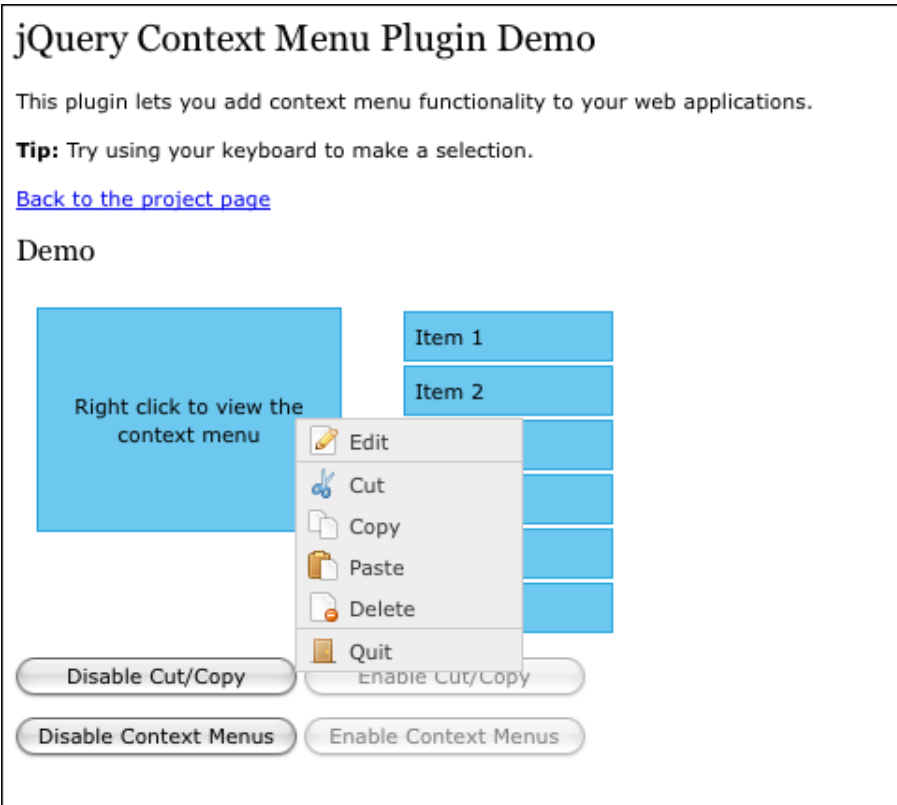 jQuery Context Menu Plugin Demo
This plugin lets you add context menu functionality to your web applications.
Tip: Try using your keyboard to make a selection.
Back to the project page
Demo
Right click to view the
context menu
Item 1
Item 2
Edit
Cut
Copy
Paste
Delete
Quit
Disable Cut/Copy
Enable Cut/Copy
Disable Context Menus
Enable Context Menus